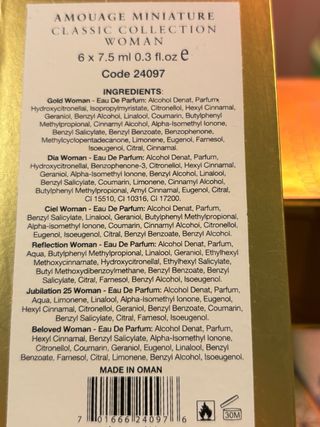 AMOUAGE MINIATURE
CLASSIC COLLECTION
WOMAN
6 x 7.5 ml 0.3 fl.oz e
Code 24097
INGREDIENTS:
Gold Woman - Eau De Parfum: Alcohol Denat, Parfum,
Hydroxycitronellal, Isopropylmyristate, Citronellol, Hexyl Cinnamal,
Geraniol, Benzyl Alcohol, Linalool, Coumarin, Butylphenyl
Methylpropional, Cinnamyl Alcohol, Alpha-Isomethyl Ionone,
Benzyl Salicylate, Benzyl Benzoate, Benzophenone,
Methylcyclopentadecanone, Limonene, Eugenol, Farnesol,
Isoeugenol, Citral, Cinnamal.
Dia Woman - Eau De Parfum: Alcohol Denat, Parfum,
Hydroxycitronellal, Benzophenone-3, Citronellol, Hexyl Cinnamal,
Geraniol, Alpha-Isomethyl Ionone, Benzyl Alcohol, Linalool,
Benzyl Salicylate, Coumarin, Limonene, Cinnamyl Alcohol,
Butylphenyl Methylpropional, Amyl Cinnamal, Eugenol, Citral,
CI 15510, CI 10316, CI 17200.
Ciel Woman - Eau De Parfum: Alcohol Denat, Parfum,
Benzyl Salicylate, Linalool, Geraniol, Butylphenyl Methylpropional,
Alpha-Isomethyl Ionone, Coumarin, Cinnamyl Alcohol, Citronellol,
Eugenol, Isoeugenol, Citral, Benzyl Benzoate, Benzyl Alcohol.
Reflection Woman - Eau De Parfum: Alcohol Denat, Parfum,
Aqua, Butylphenyl Methylpropional, Linalool, Geraniol, Ethylhexyl
Methoxycinnamate, Hydroxycitronellal, Ethylhexyl Salicylate,
Butyl Methoxydibenzoylmethane, Benzyl Benzoate, Benzyl
Salicylate, Citral, Farnesol, Benzyl Alcohol, Isoeugenol.
Jubilation 25 Woman - Eau De Parfum: Alcohol Denat, Parfum,
Aqua, Limonene, Linalool, Alpha-Isomethyl Ionone, Eugenol,
Hexyl Cinnamal, Citronellol, Geraniol, Benzyl Benzoate, Coumarin,
Benzyl Salicylate, Citral, Farnesol, Isoeugenol.
Beloved Woman - Eau De Parfum: Alcohol Denat, Parfum,
Hexyl Cinnamal, Benzyl Salicylate, Alpha-Isomethyl Ionone,
Citronellol, Coumarin, Geraniol, Eugenol, Linalool, Benzyl
Benzoate, Farnesol, Citral, Limonene, Benzyl Alcohol, Isoeugenol.
MADE IN OMAN
7 01666 24097 6
30M